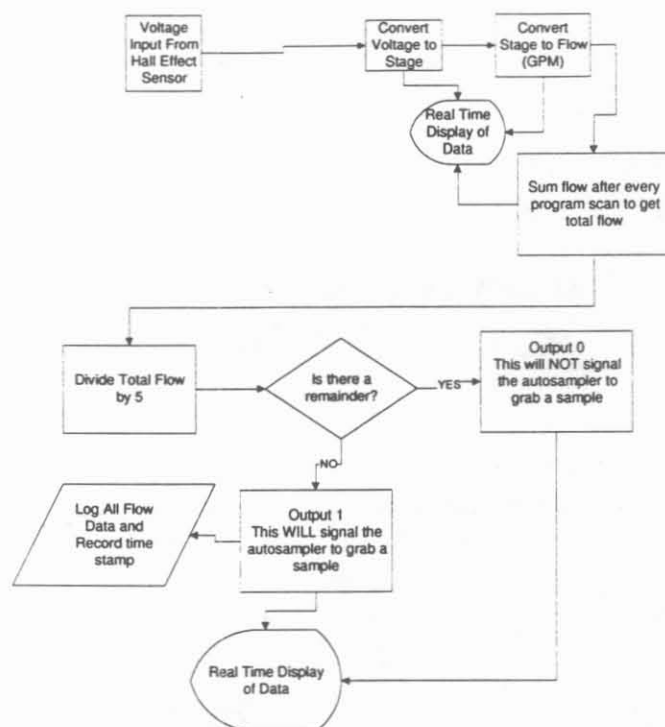 Voltage
Input From
Hall Effect
Sensor
Convert
Voltage to
Stage
Convert
Stage to Flow
(GPM)
Real Time
Display of
Data
Sum flow after every
program scan to get
total flow
Divide Total Flow
by 5
Is there a
remainder?
YES
Output 0
This will NOT signal
the autosampler to
grab a sample
NO
Output 1
This WILL signal the
autosampler to grab a
sample
Log All Flow
Data and
Record time
stamp
Real Time Display
of Data